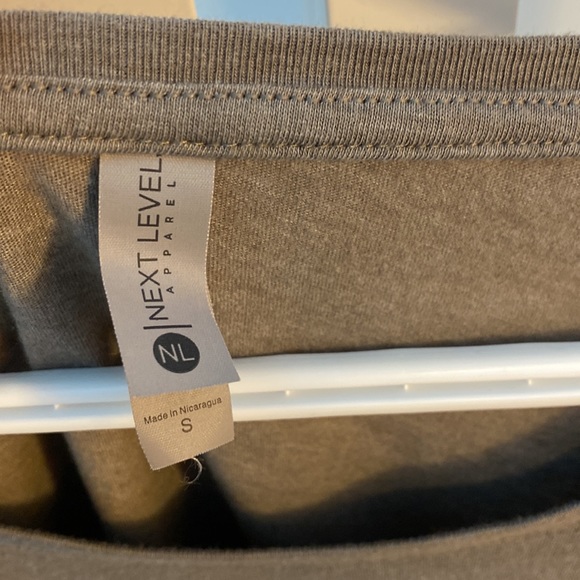 NEXT LEVEL
APPAREL
NL
Made in Nicaragua
S